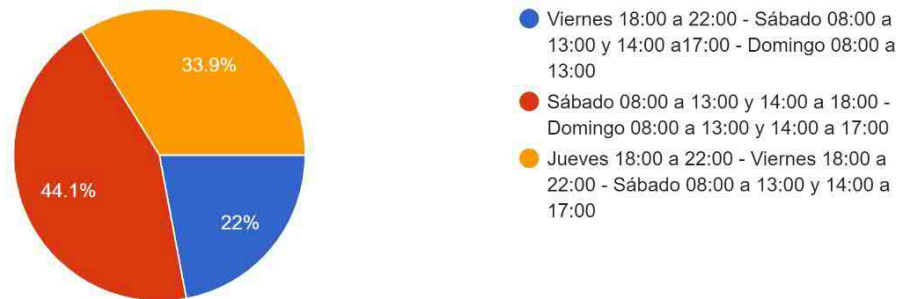 33.9%
44.1%
22%
Viernes 18:00 a 22:00 - Sábado 08:00 a
13:00 y 14:00 a17:00 - Domingo 08:00 a
13:00
Sábado 08:00 a 13:00 y 14:00 a 18:00 -
Domingo 08:00 a 13:00 y 14:00 a 17:00
Jueves 18:00 a 22:00 - Viernes 18:00 a
22:00 - Sábado 08:00 a 13:00 y 14:00 a
17:00